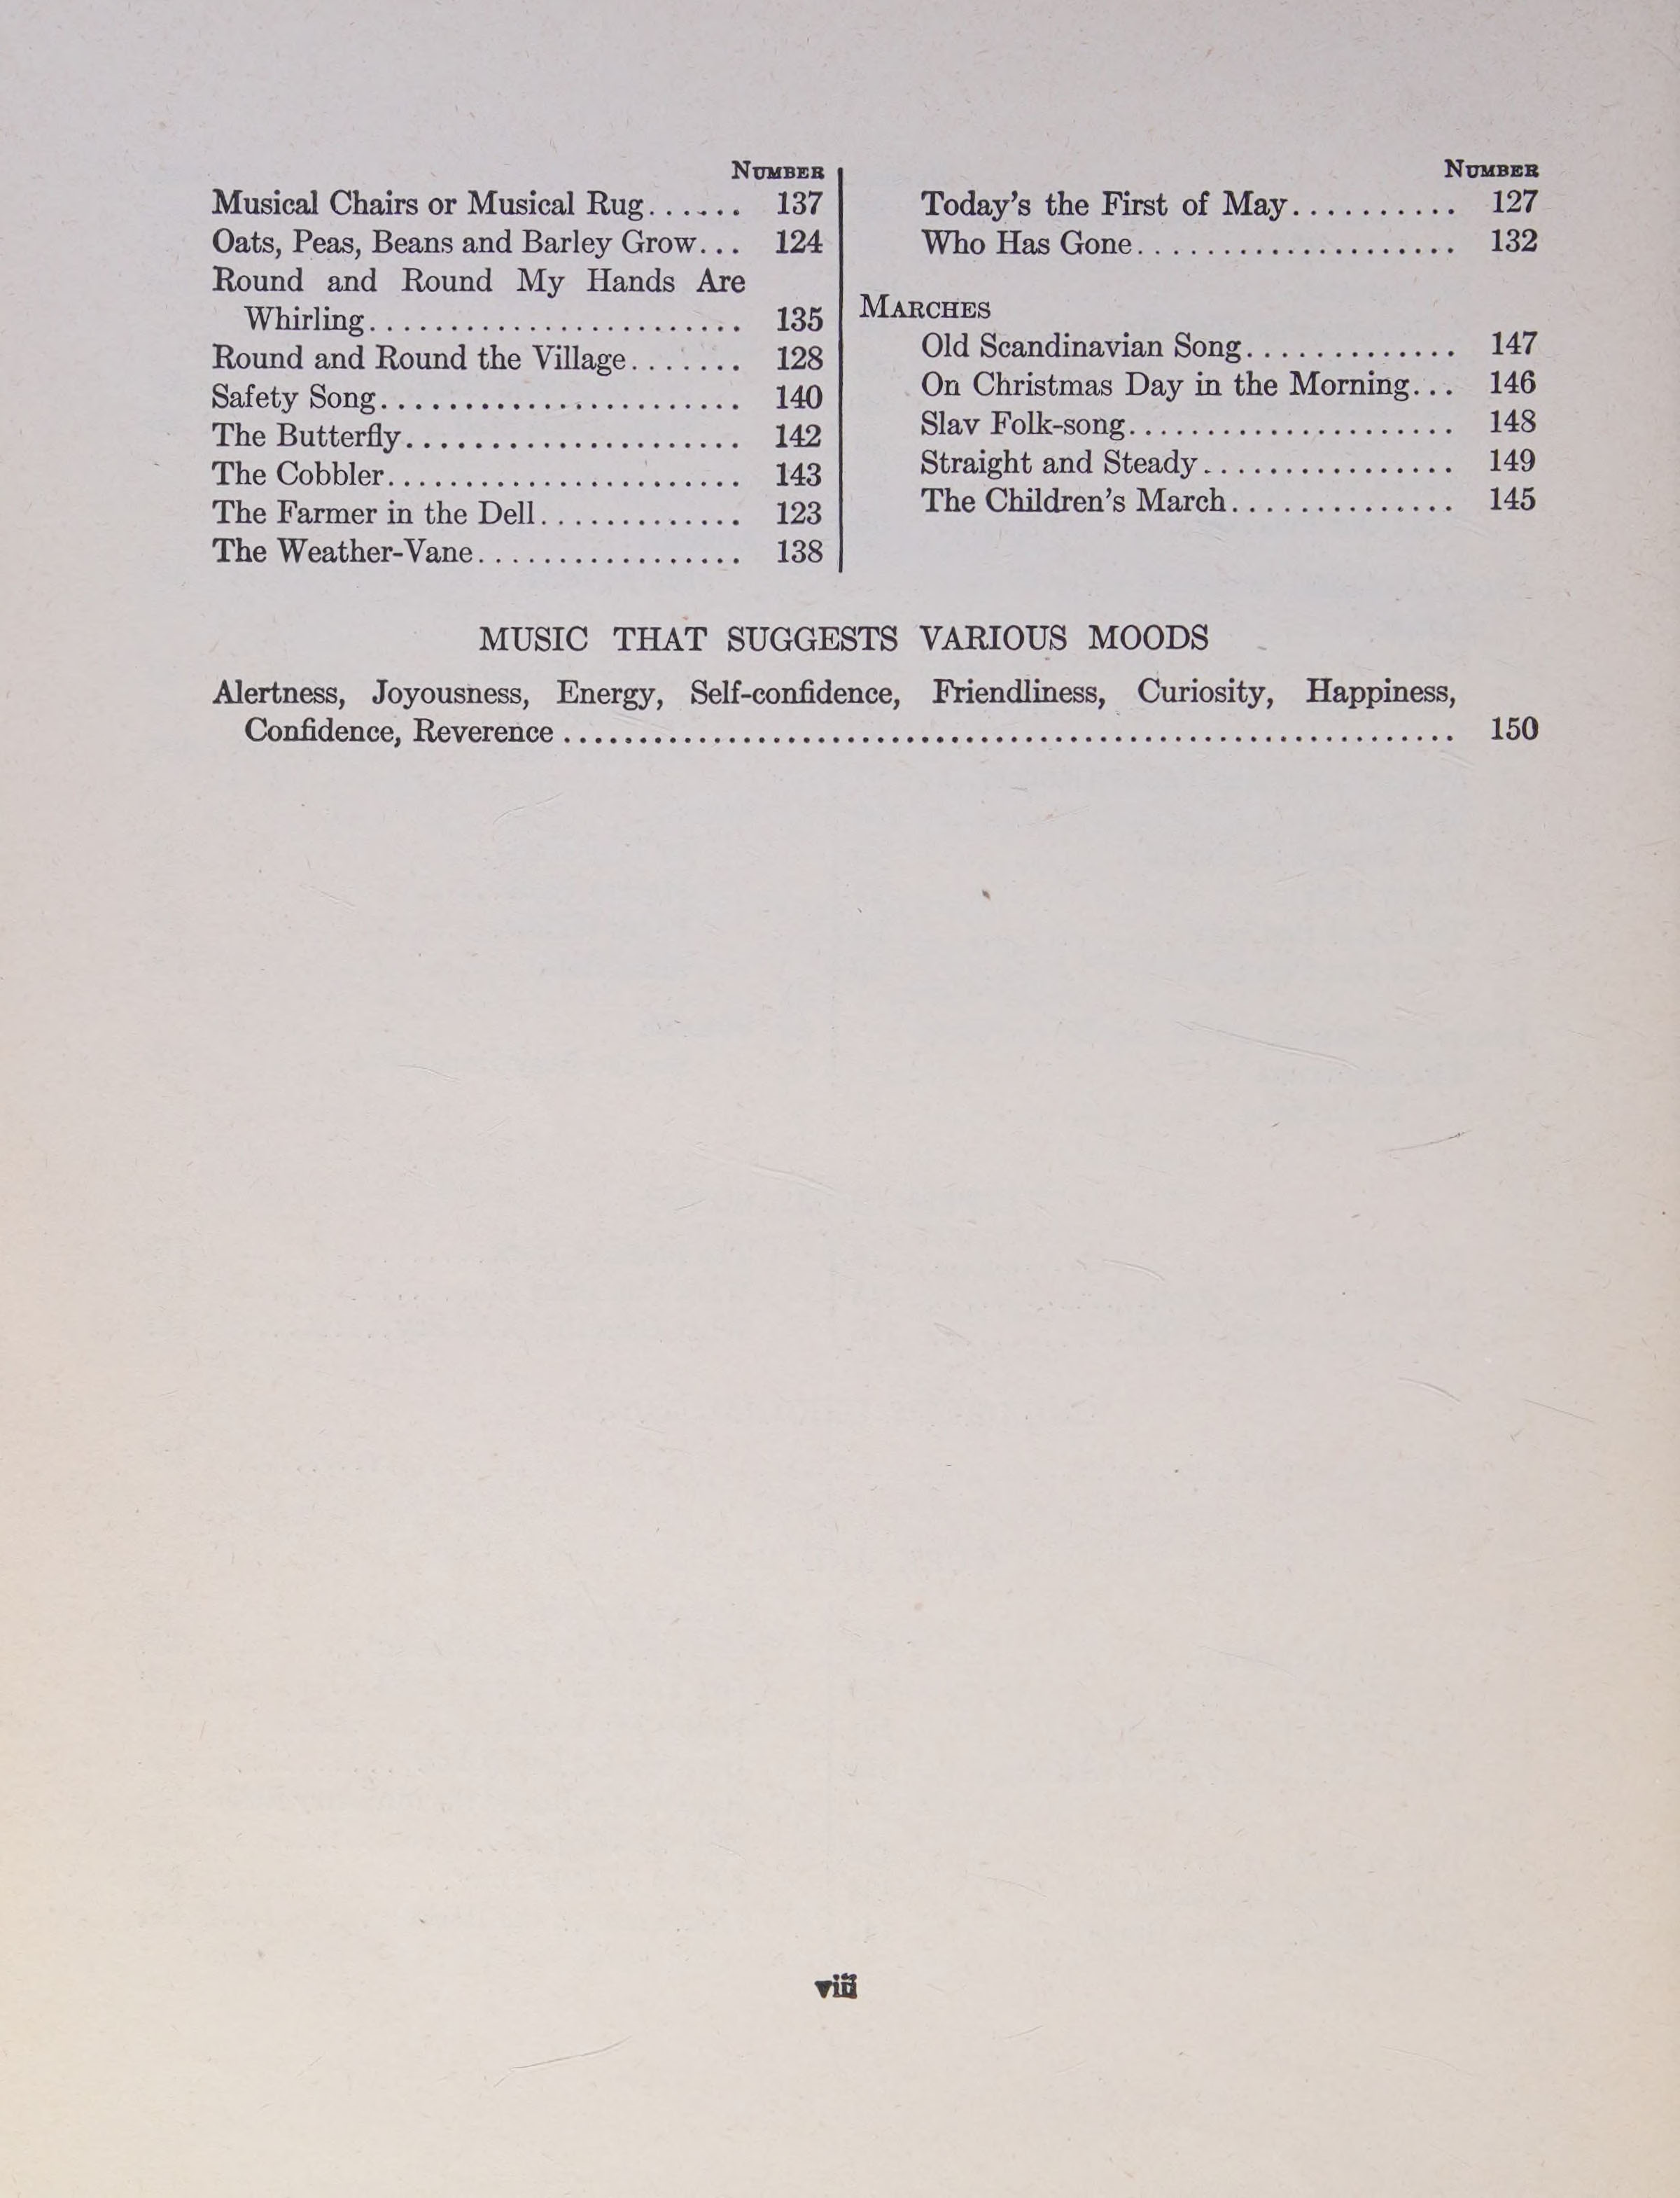 NUMBER
Musical Chairs or Musical Rug...... 137
Oats, Peas, Beans and Barley Grow... 124
Round and Round My Hands Are
Whirling........................ 135
Round and Round the Village....... 128
Safety Song...................... 140
The Butterfly..................... 142
The Cobbler...................... 143
The Farmer in the Dell............. 123
The Weather-Vane................. 138
NUMBER
Today's the First of May.......... 127
Who Has Gone.................... 132
MARCHES
Old Scandinavian Song............. 147
On Christmas Day in the Morning... 146
Slav Folk-song..................... 148
Straight and Steady................ 149
The Children's March.............. 145
MUSIC THAT SUGGESTS VARIOUS MOODS
Alertness, Joyousness, Energy, Self-confidence, Friendliness, Curiosity, Happiness,
Confidence, Reverence ............................................................ 150
viii